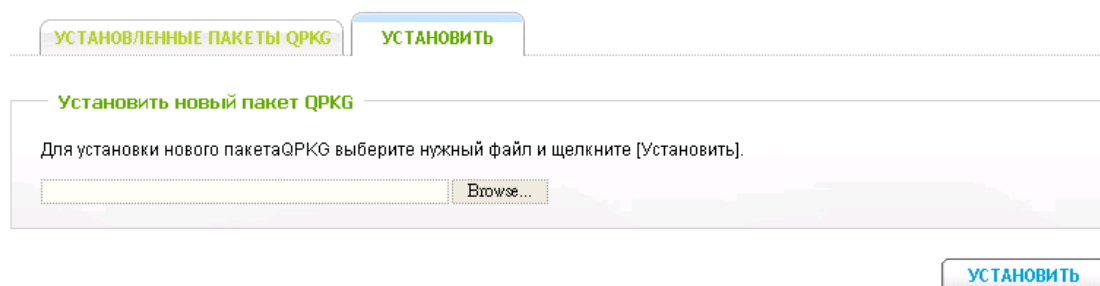 УСТАНОВЛЕННЫЕ ПАКЕТЫ QPKG УСТАНОВИТЬ
Установить новый пакет QPKG
Для установки нового пакетаQPKG выберите нужный файл и щелкните [Установить].
Browse...
УСТАНОВИТЬ